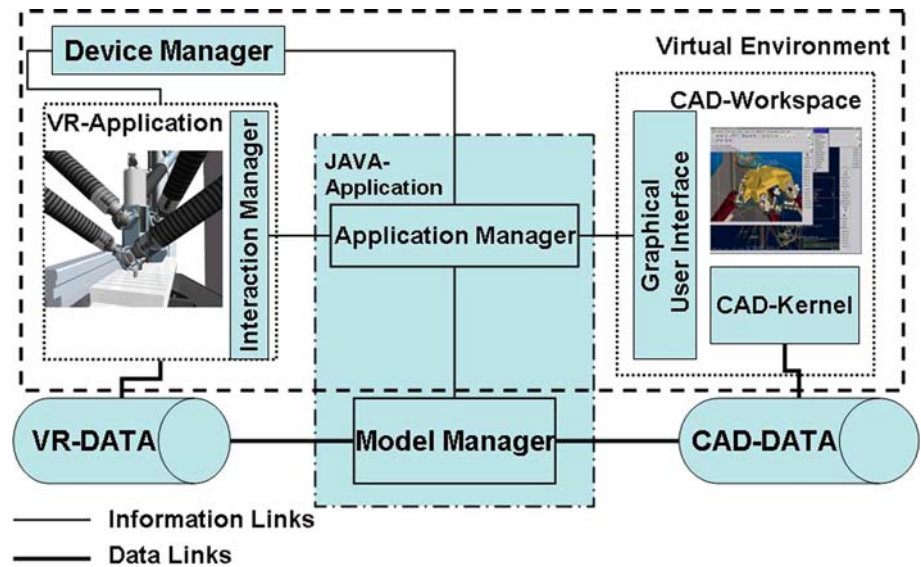 Device Manager
Virtual Environment
VR-Application
Interaction Manager
JAVA-
Application
Application Manager
Graphical
User Interface
CAD-Workspace
CAD-Kernel
VR-DATA
Model Manager
CAD-DATA
Information Links
Data Links